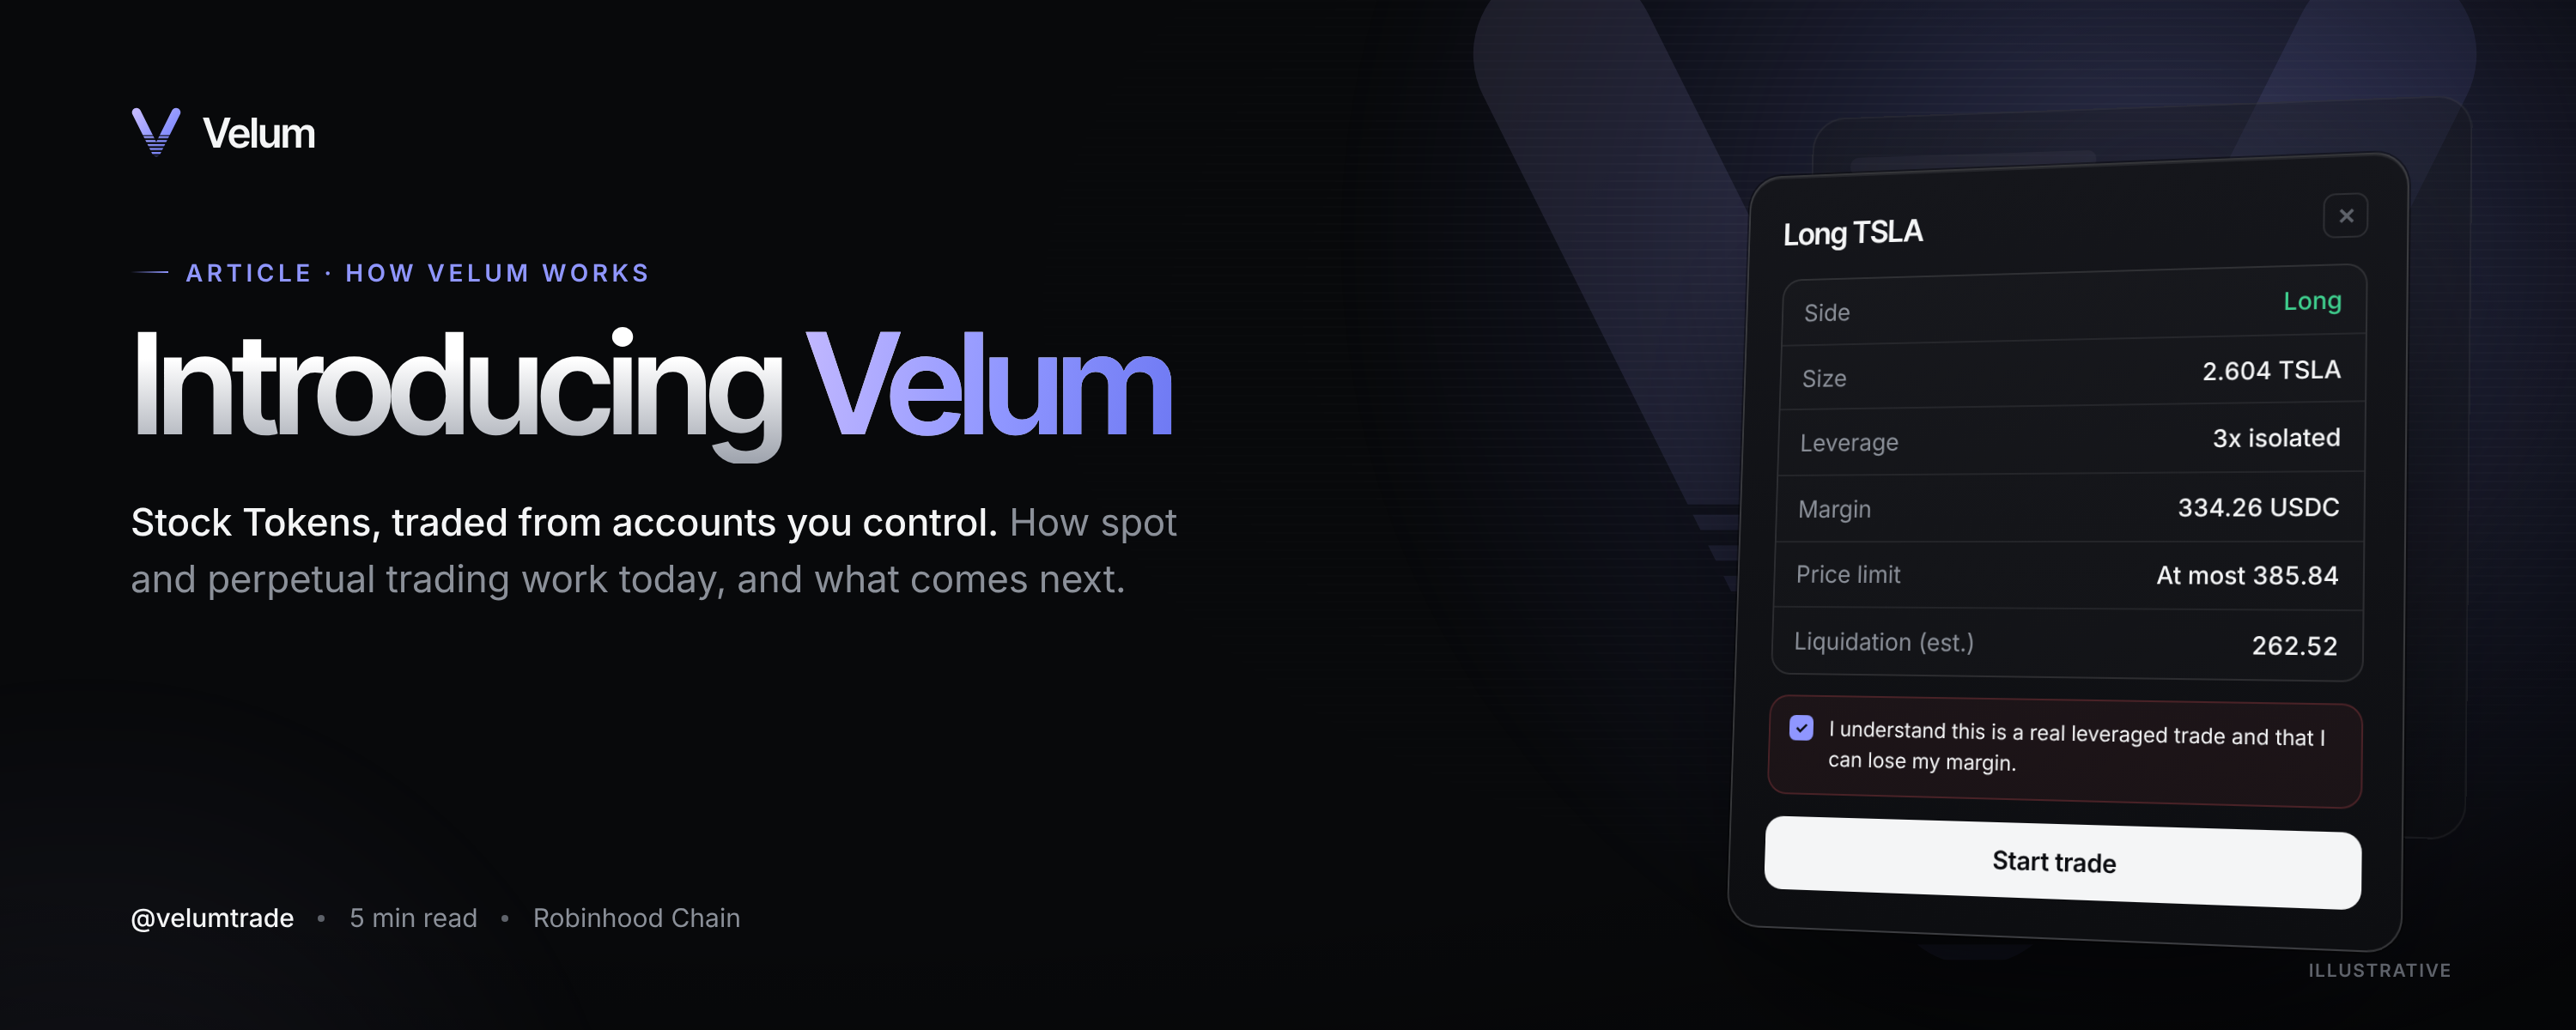 Velum
ARTICLE · HOW VELUM WORKS
Introducing Velum
Stock Tokens, traded from accounts you control. How spot
and perpetual trading work today, and what comes next.
@velumtrade • 5 min read • Robinhood Chain
Long TSLA
Side Long
Size 2.604 TSLA
Leverage 3x isolated
Margin 334.26 USDC
Price limit At most 385.84
Liquidation (est.) 262.52
I understand this is a real leveraged trade and that I
can lose my margin.
Start trade
ILLUSTRATIVE